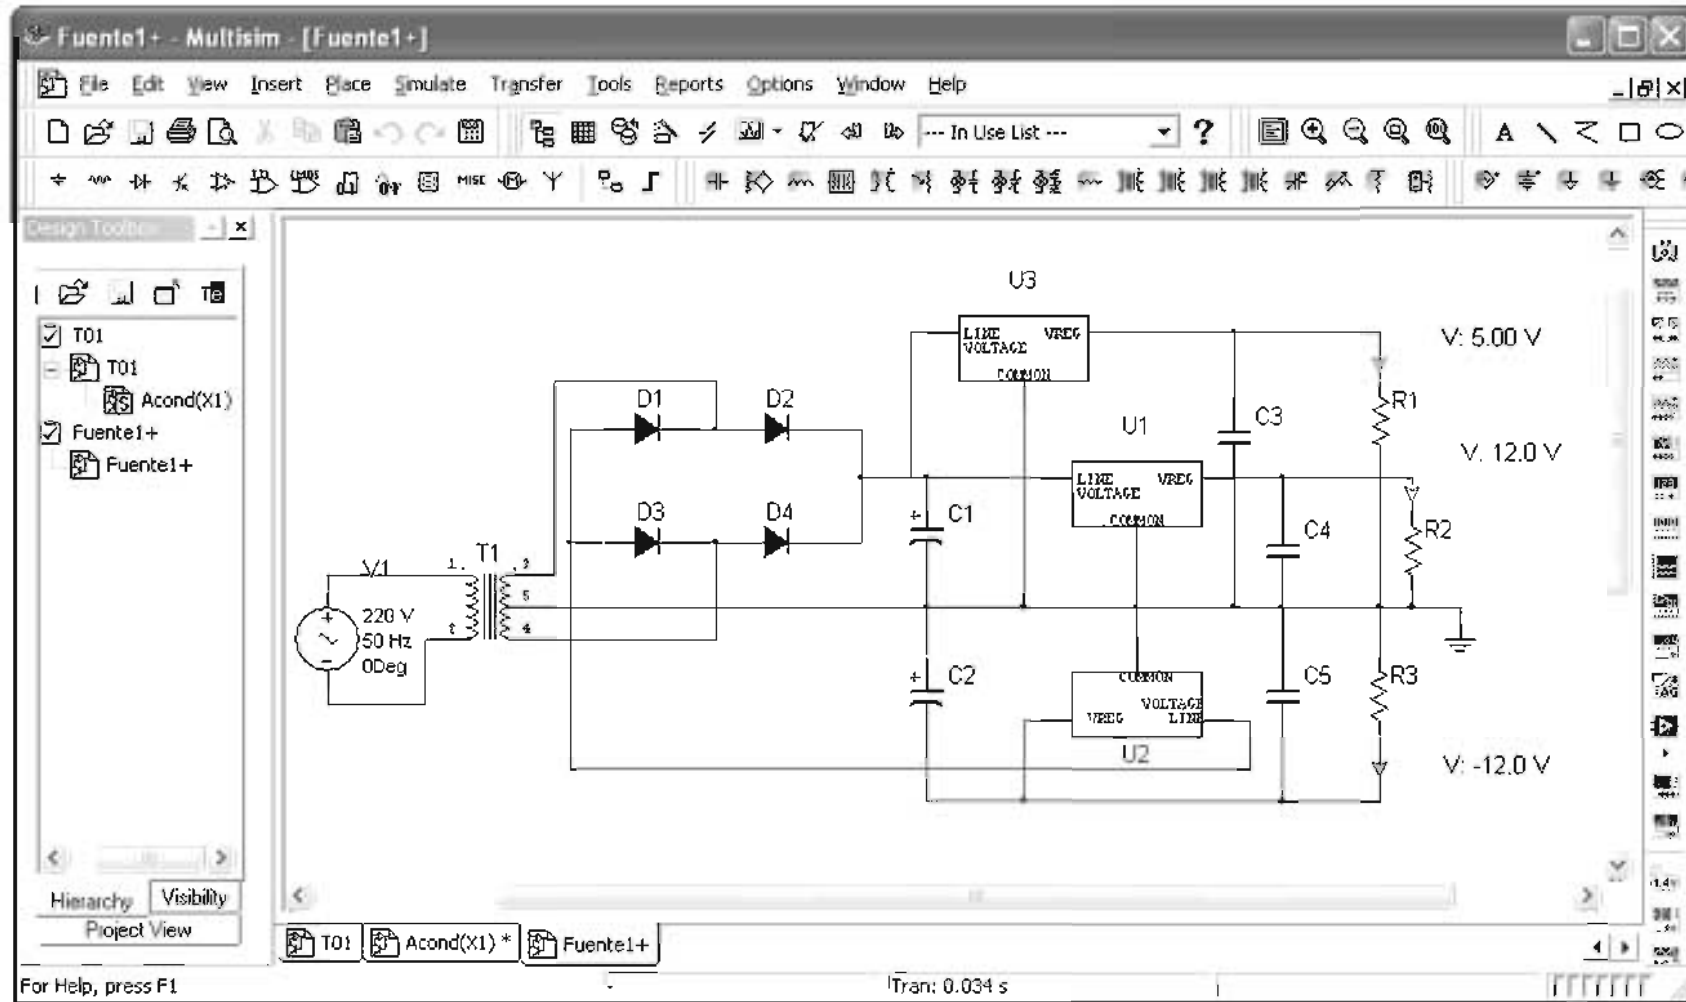 Fuente1+ - Multisim - [Fuente1+]
File Edit View Insert Place Simulate Transfer Tools Reports Options Window Help
--- In Use List --- ?
A
MISC
Design Toolbox
T01
T01
Acond(X1)
Fuente1+
Fuente1+
Hierarchy Visibility
Project View
U3
LINE VREG
VOLTAGE
COMMON
V: 5.00 V
D1 D2
R1
C3
U1
V: 12.0 V
LINE VREG
VOLTAGE
COMMON
D3 D4
C1
C4
R2
V1
T1
220 V
50 Hz
0Deg
5
4
C2
COMMON
VOLTAGE
VREG LINE
U2
C5
R3
V: -12.0 V
T01 Acond(X1) * Fuente1+
For Help, press F1
Tran: 0.034 s